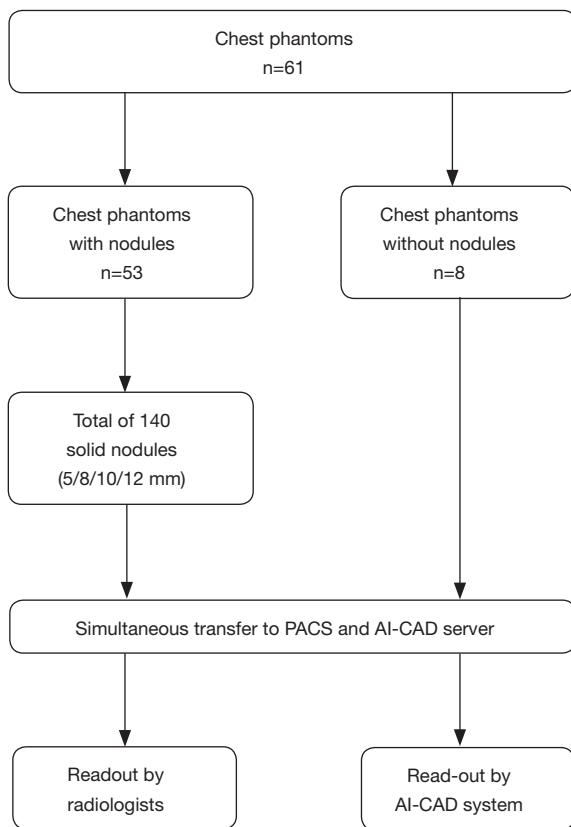 Chest phantoms
n=61
Chest phantoms
with nodules
n=53
Chest phantoms
without nodules
n=8
Total of 140
solid nodules
(5/8/10/12 mm)
Simultaneous transfer to PACS and AI-CAD server
Readout by
radiologists
Read-out by
AI-CAD system